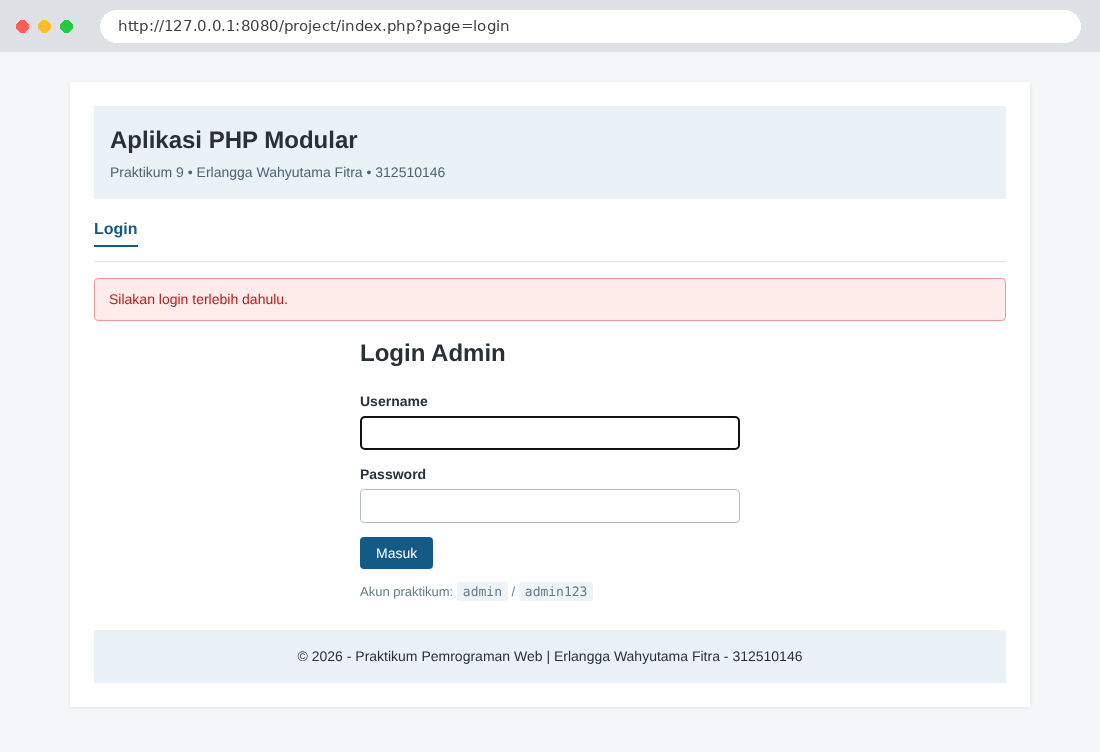 http://127.0.0.1:8080/project/index.php?page=login
Aplikasi PHP Modular
Praktikum 9 • Erlangga Wahyutama Fitra • 312510146
Login
Silakan login terlebih dahulu.
Login Admin
Username
Password
Masuk
Akun praktikum: admin / admin123
© 2026 - Praktikum Pemrograman Web | Erlangga Wahyutama Fitra - 312510146